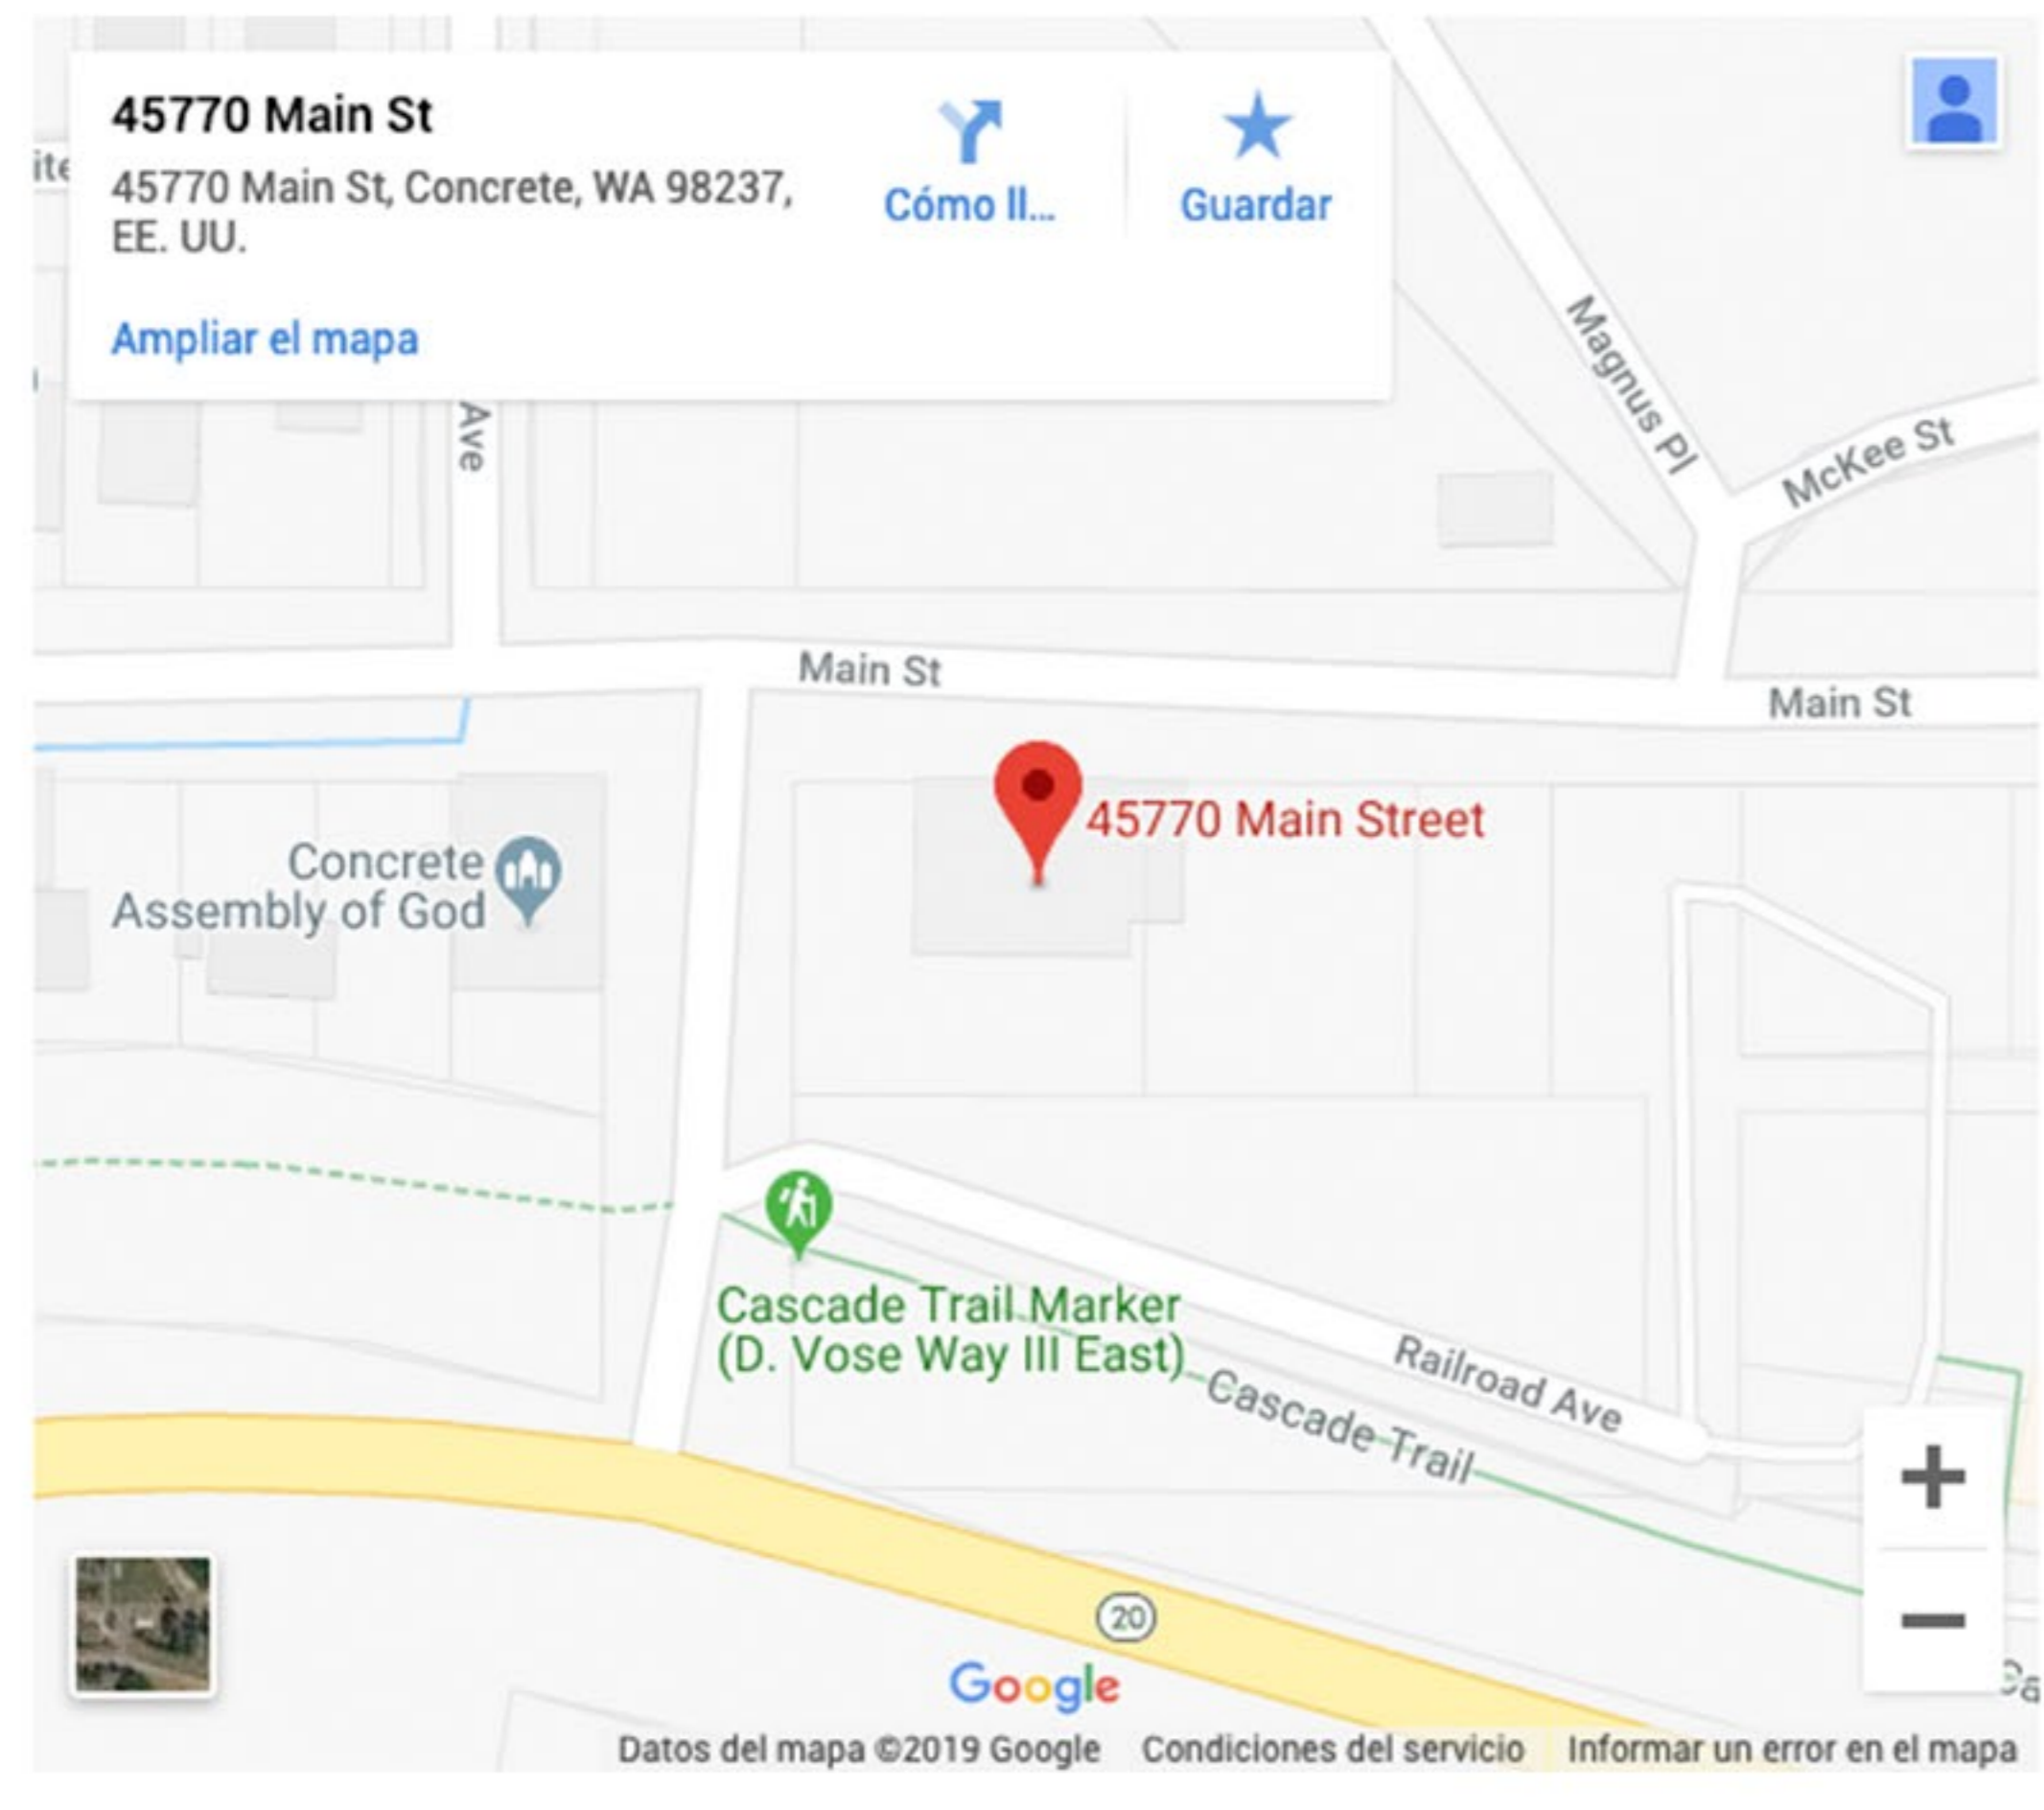 45770 Main St
45770 Main St, Concrete, WA 98237,
EE. UU.
Cómo ll...
Guardar
Ampliar el mapa
Ave
Magnus Pl
McKee St
Main St
Main St
45770 Main Street
Concrete
Assembly of God
Cascade Trail Marker
(D. Vose Way III East)
Railroad Ave
Cascade Trail
20
Google
Datos del mapa ©2019 Google
Condiciones del servicio
Informar un error en el mapa